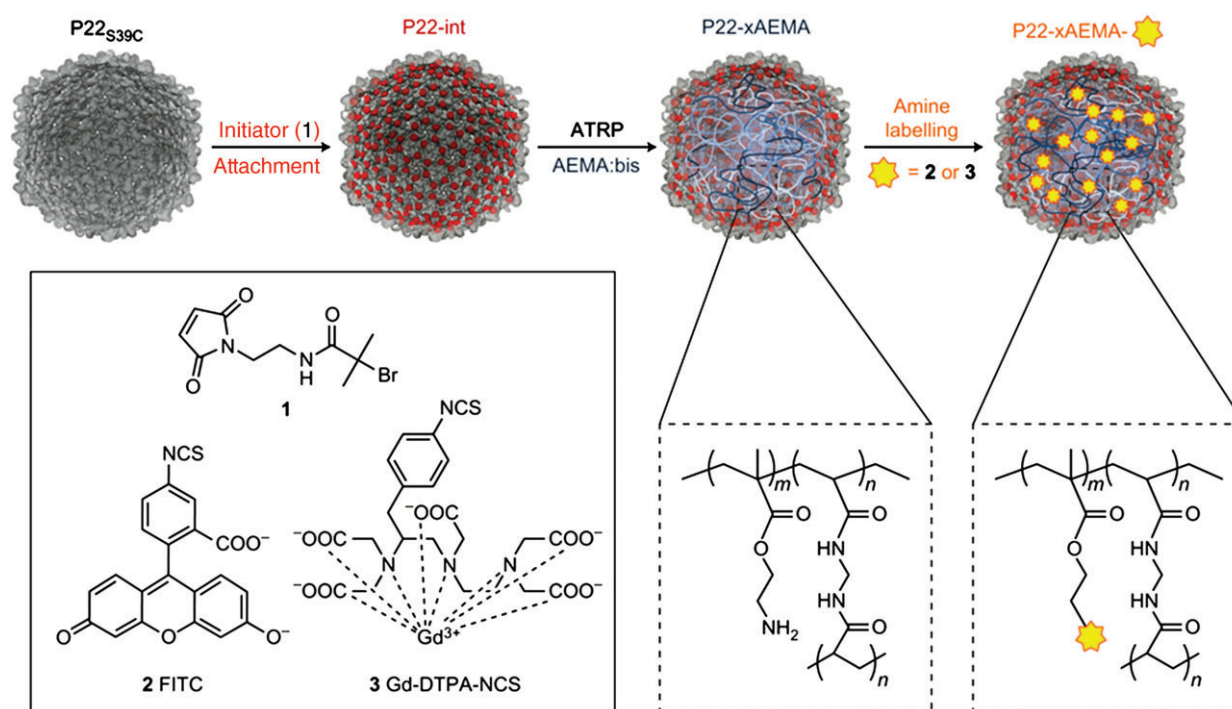 P22S39C
P22-int
P22-xAEMA
P22-xAEMA-
Initiator (1)
Attachment
ATRP
AEMA:bis
Amine
labelling
= 2 or 3
O
N
O
N
H
O
Br
1
NCS
COO⁻
O
O
O⁻
2 FITC
NCS
⁻OOC
⁻OOC
COO⁻
N
N
N
⁻OOC
COO⁻
Gd3+
3 Gd-DTPA-NCS
m
n
O
O
O
HN
NH2
NH
O
n
m
n
O
O
O
HN
NH
O
n